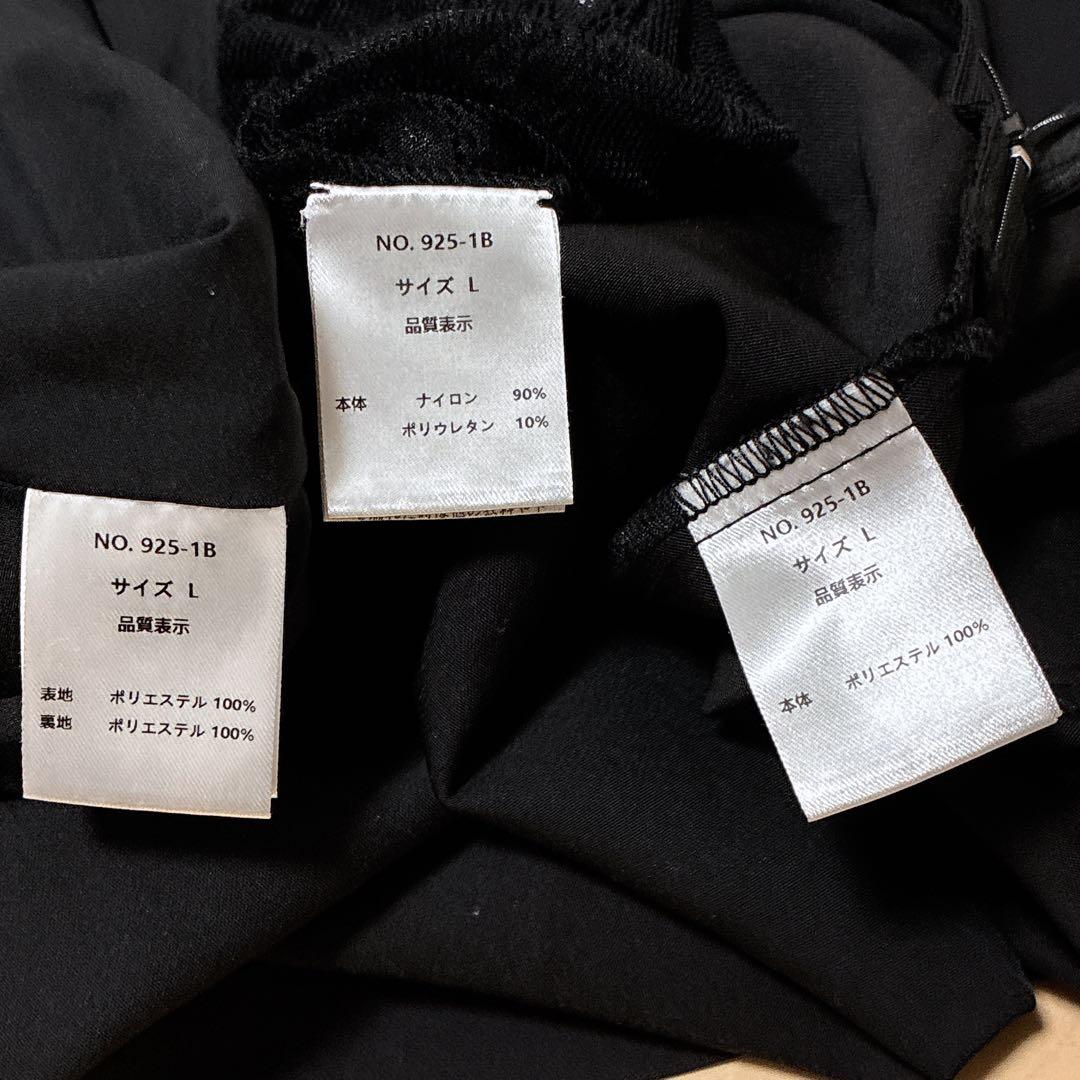 NO. 925-1B
サイズ L
品質表示
本体 ナイロン 90%
ポリウレタン 10%
NO. 925-1B
サイズ L
品質表示
表地 ポリエステル 100%
裏地 ポリエステル 100%
NO. 925-1B
サイズ L
品質表示
本体 ポリエステル 100%